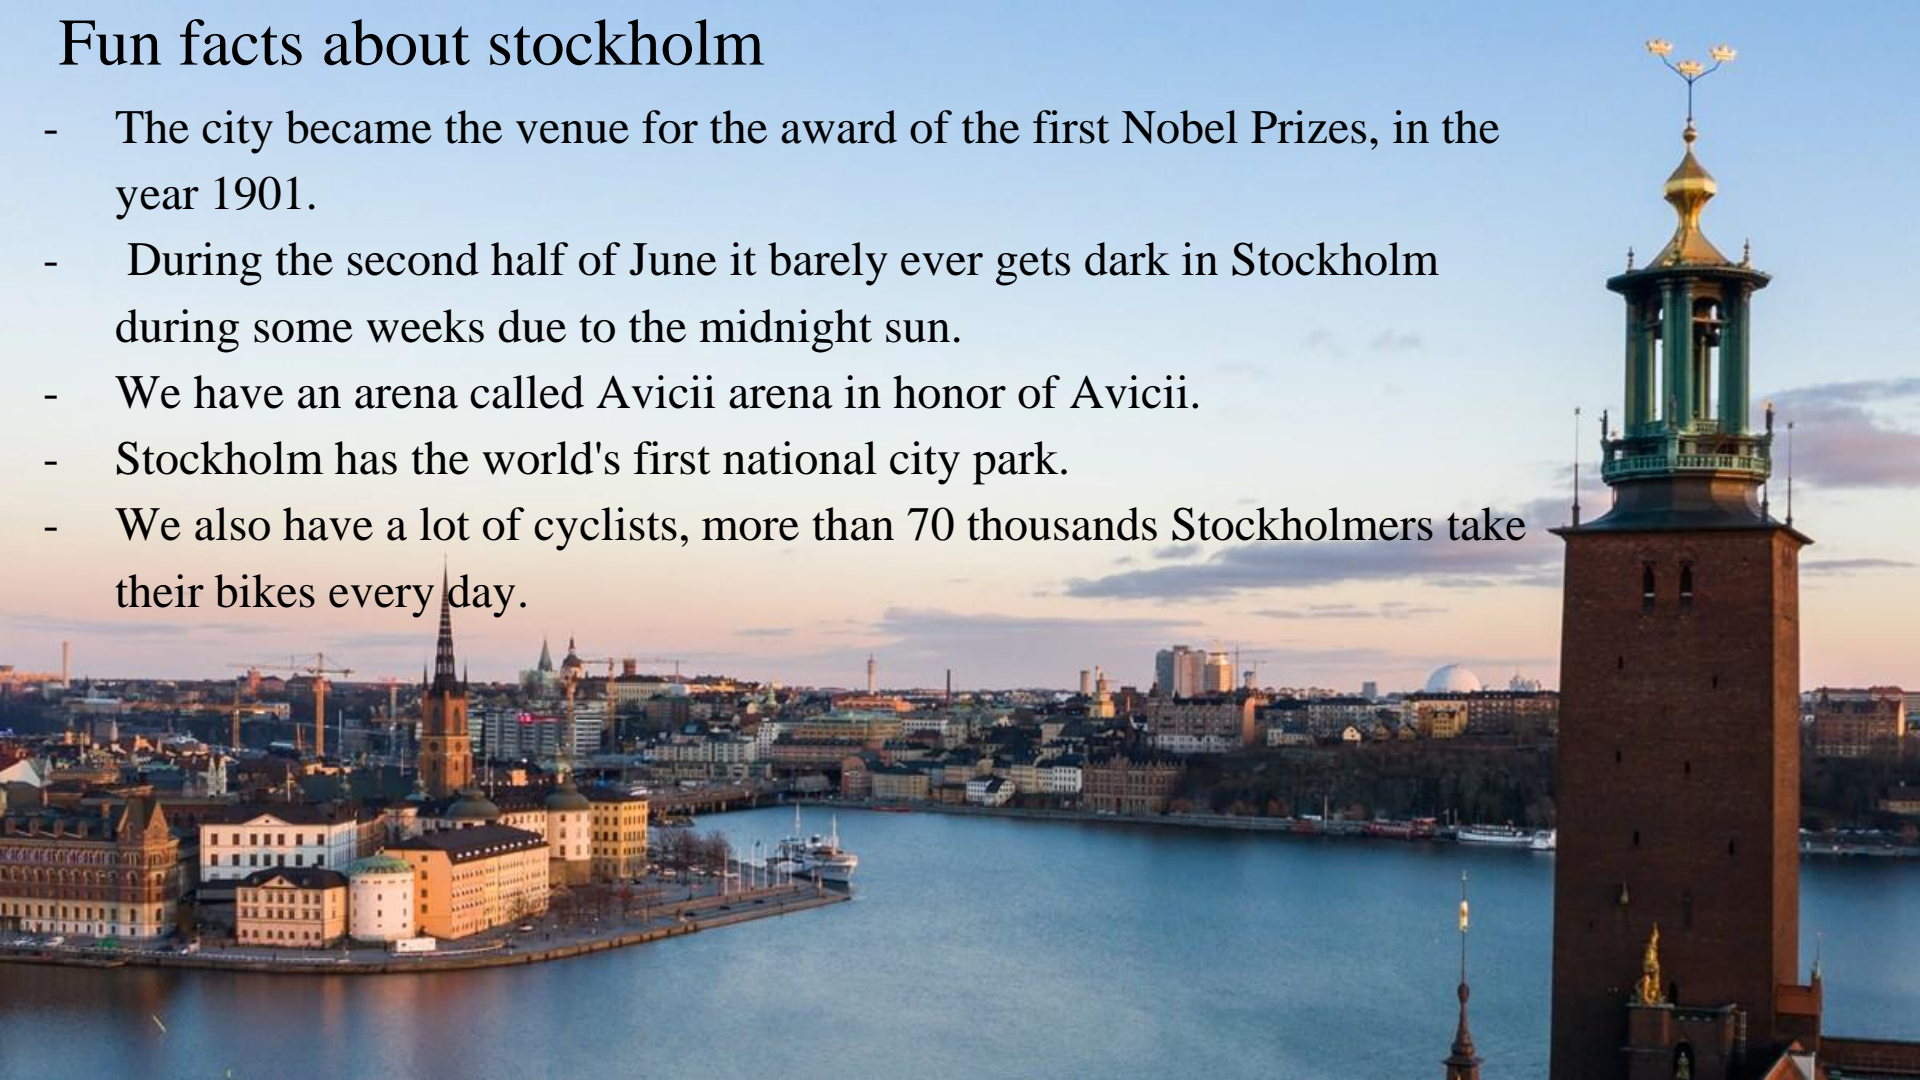 Fun facts about stockholm
- The city became the venue for the award of the first Nobel Prizes, in the
year 1901.
- During the second half of June it barely ever gets dark in Stockholm
during some weeks due to the midnight sun.
- We have an arena called Avicii arena in honor of Avicii.
- Stockholm has the world's first national city park.
- We also have a lot of cyclists, more than 70 thousands Stockholmers take
their bikes every day.